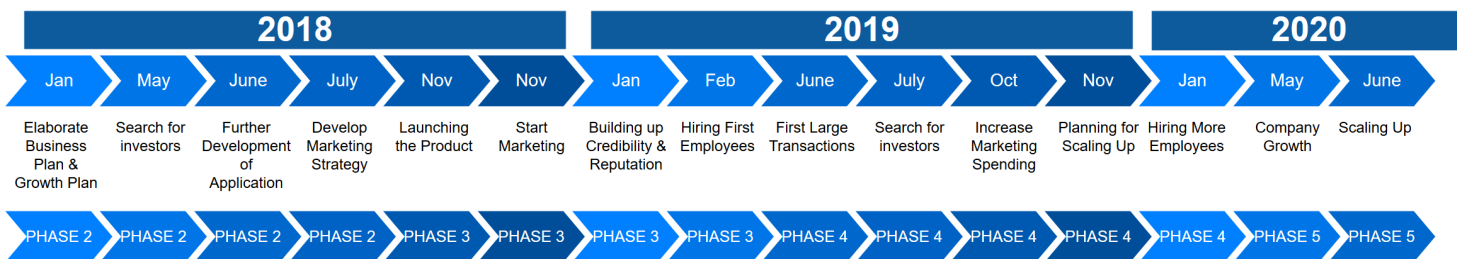 2018
2019
2020
Jan
May
June
July
Nov
Nov
Jan
Feb
June
July
Oct
Nov
Jan
May
June
Elaborate
Business
Plan &
Growth Plan
Search for
investors
Further
Development
of
Application
Develop
Marketing
Strategy
Launching
the Product
Start
Marketing
Building up
Credibility &
Reputation
Hiring First
Employees
First Large
Transactions
Search for
investors
Increase
Marketing
Spending
Planning for
Scaling Up
Hiring More
Employees
Company
Growth
Scaling Up
PHASE 2
PHASE 2
PHASE 2
PHASE 2
PHASE 3
PHASE 3
PHASE 3
PHASE 3
PHASE 4
PHASE 4
PHASE 4
PHASE 4
PHASE 4
PHASE 5
PHASE 5